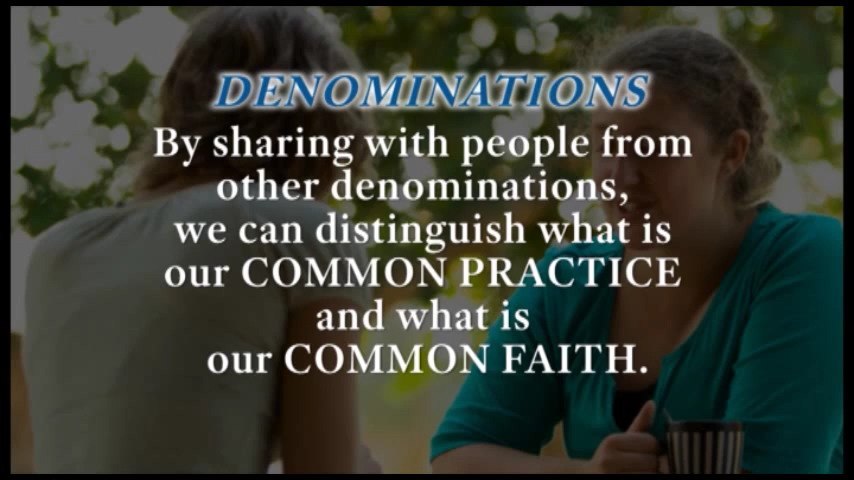 DENOMINATIONS
By sharing with people from
other denominations,
we can distinguish what is
our COMMON PRACTICE
and what is
our COMMON FAITH.